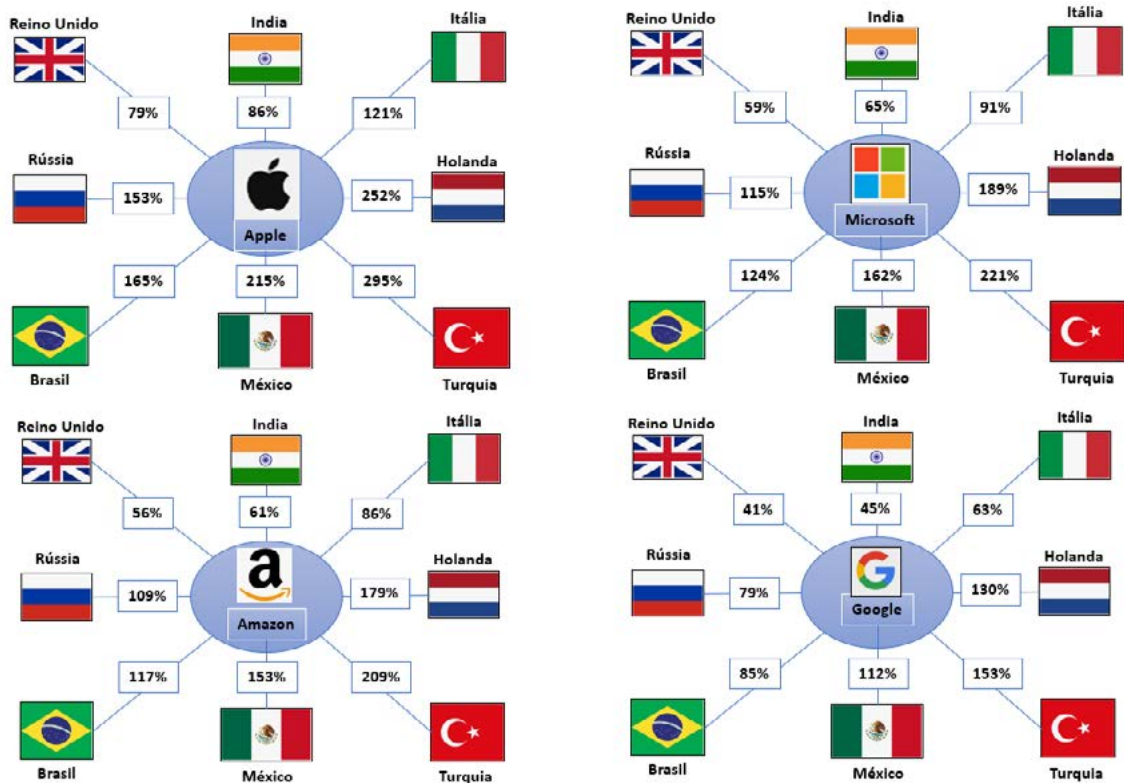 Reino Unido
India
Itália
79%
86%
121%
Rússia
Holanda
153%
252%
Apple
165%
215%
295%
Brasil
México
Turquia
Reino Unido
India
Itália
59%
65%
91%
Rússia
Holanda
115%
189%
Microsoft
124%
162%
221%
Brasil
México
Turquia
Reino Unido
India
Itália
56%
61%
86%
Rússia
Holanda
109%
a
179%
Amazon
117%
153%
209%
Brasil
México
Turquia
Reino Unido
India
Itália
41%
45%
63%
Rússia
Holanda
79%
G
130%
Google
85%
112%
153%
Brasil
México
Turquia